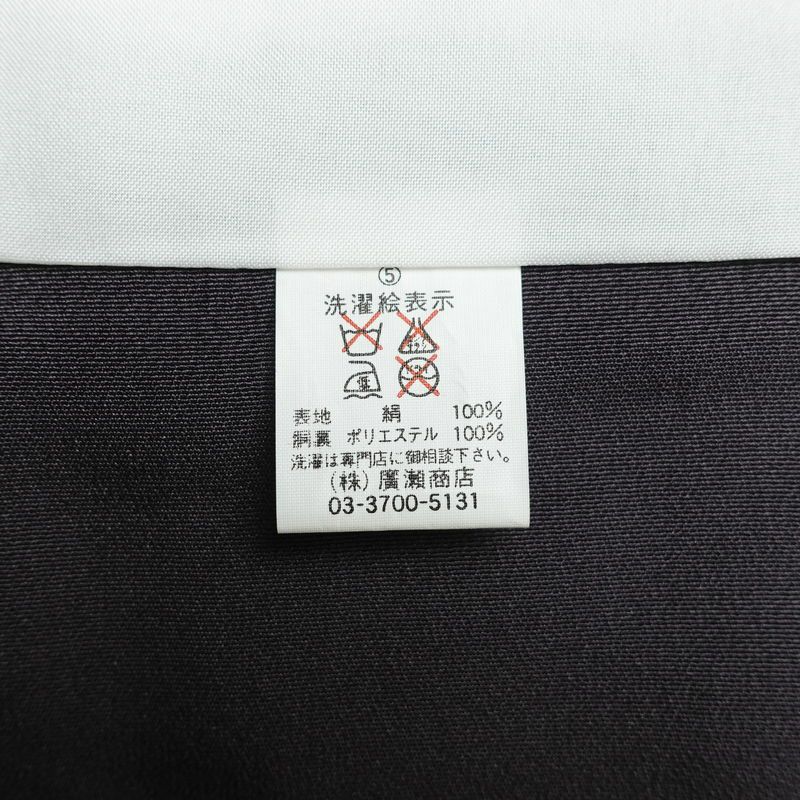 ⑤
洗濯絵表示
低
表地 絹 100%
胴裏 ポリエステル 100%
洗濯は専門店に御相談下さい。
(株)廣瀬商店
03-3700-5131